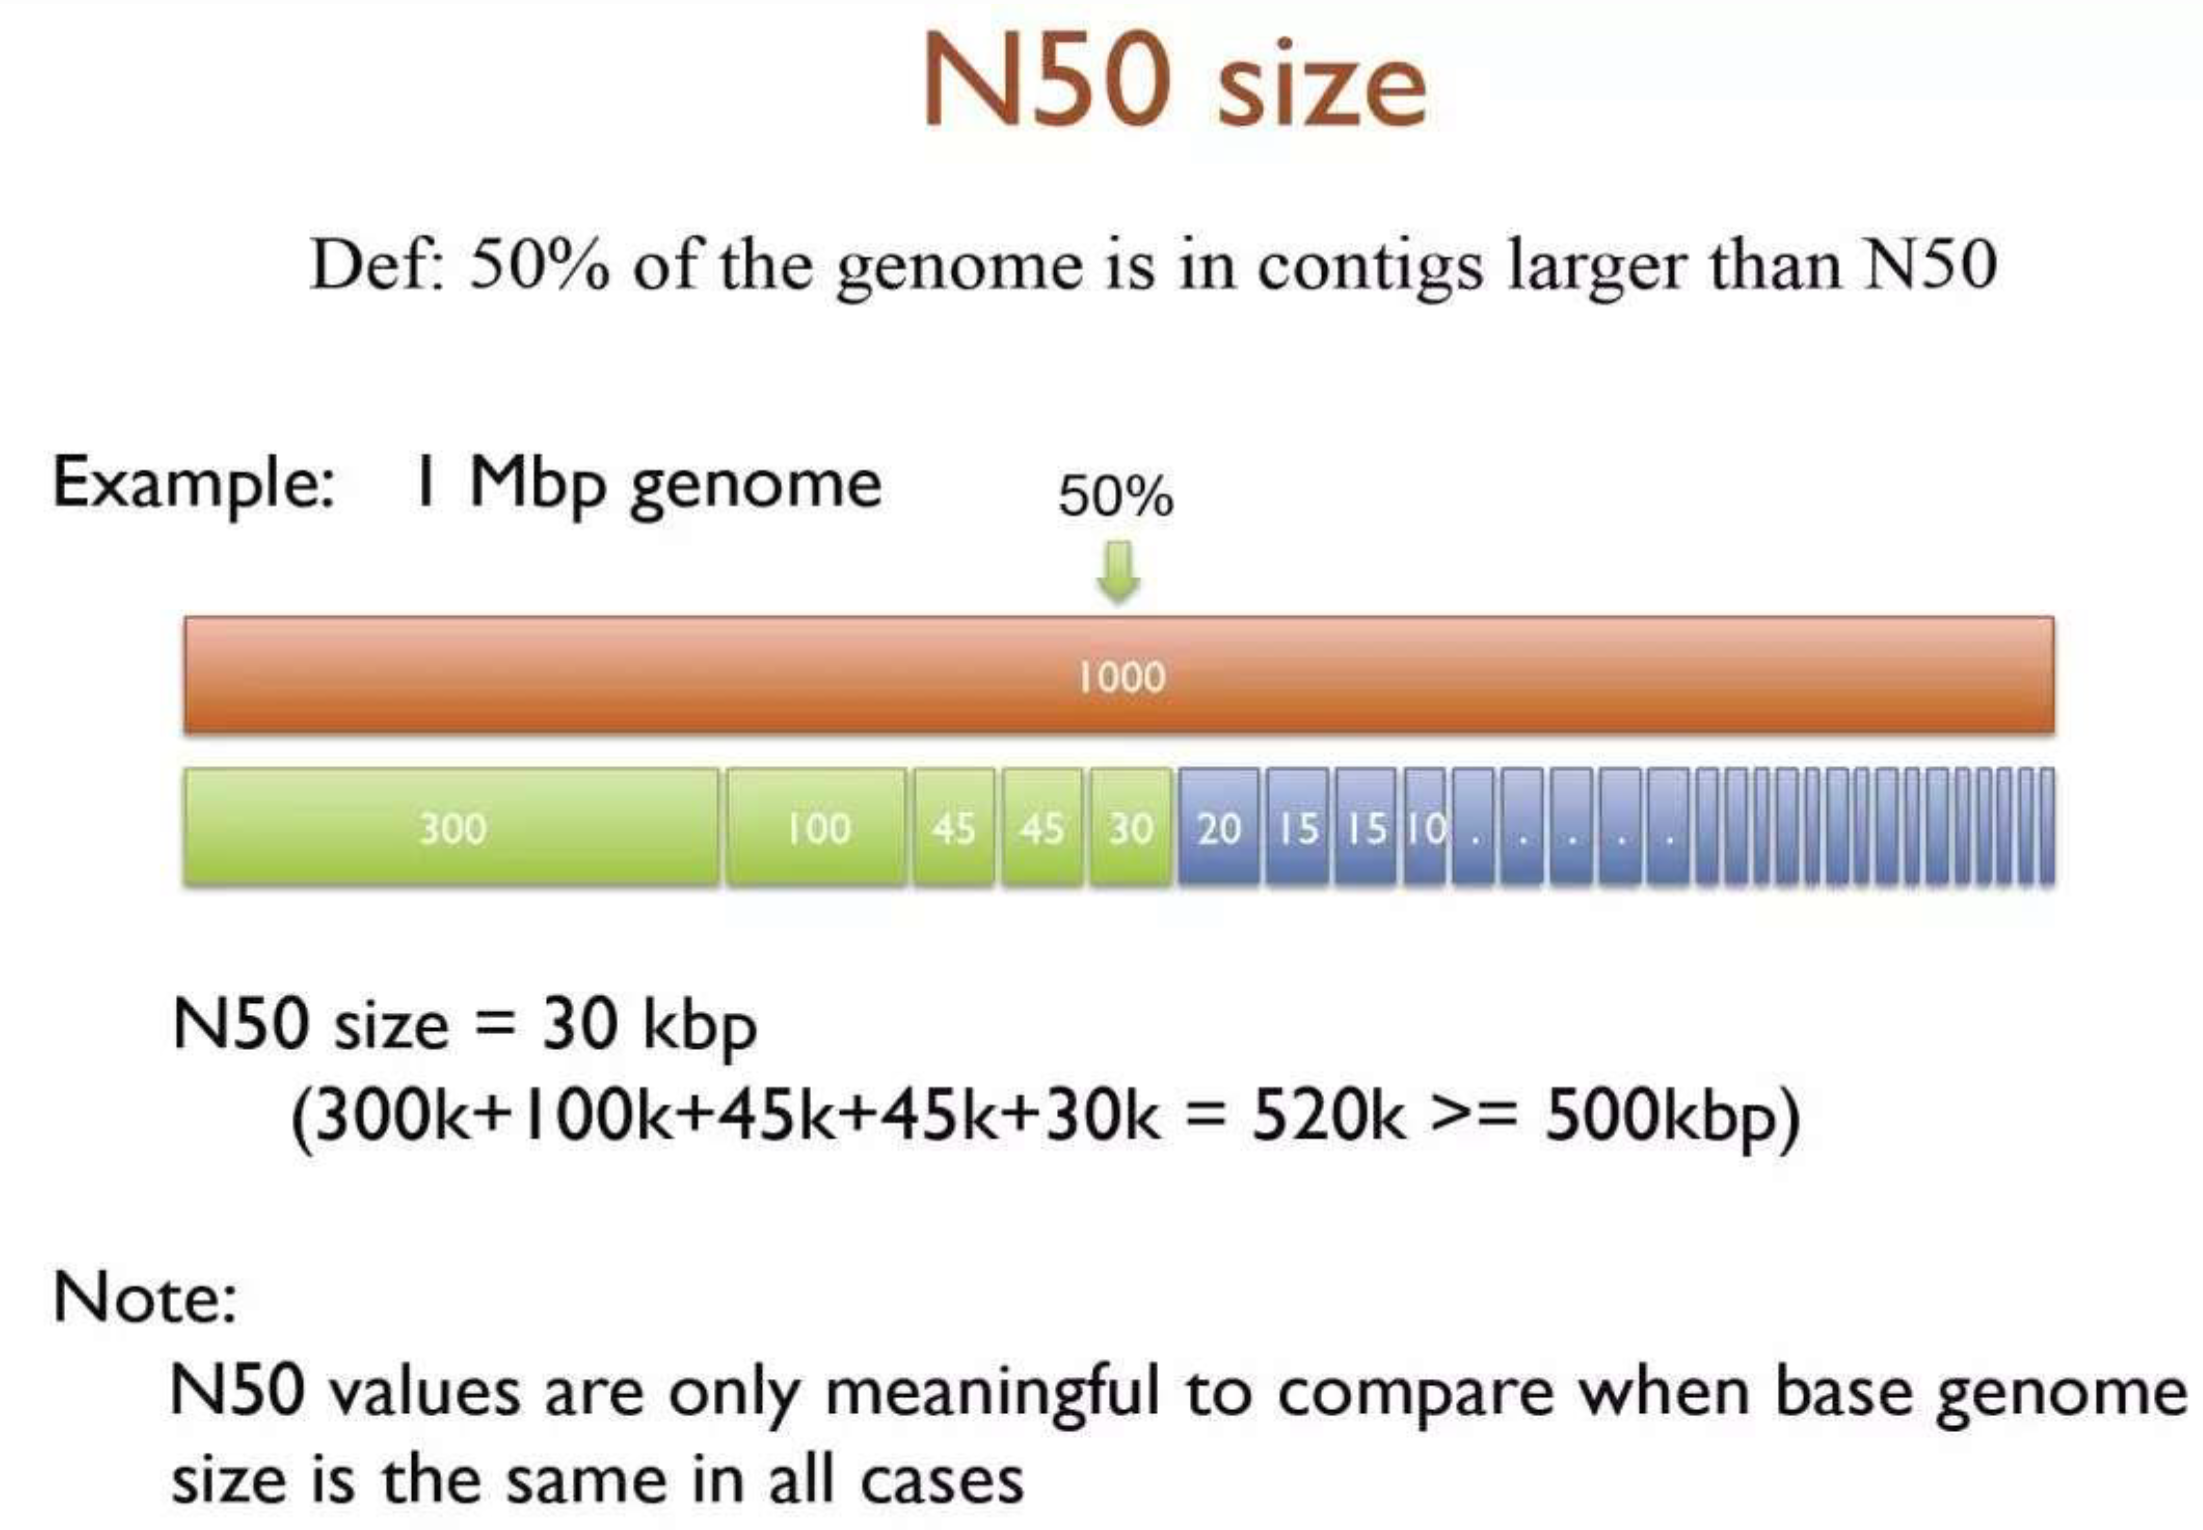 N50 size
Def: 50% of the genome is in contigs larger than N50
Example: 1 Mbp genome
50%
1000
300 100 45 45 30 20 15 15 10 . . . . .
N50 size = 30 kbp
(300k+100k+45k+45k+30k = 520k >= 500kbp)
Note:
N50 values are only meaningful to compare when base genome
size is the same in all cases